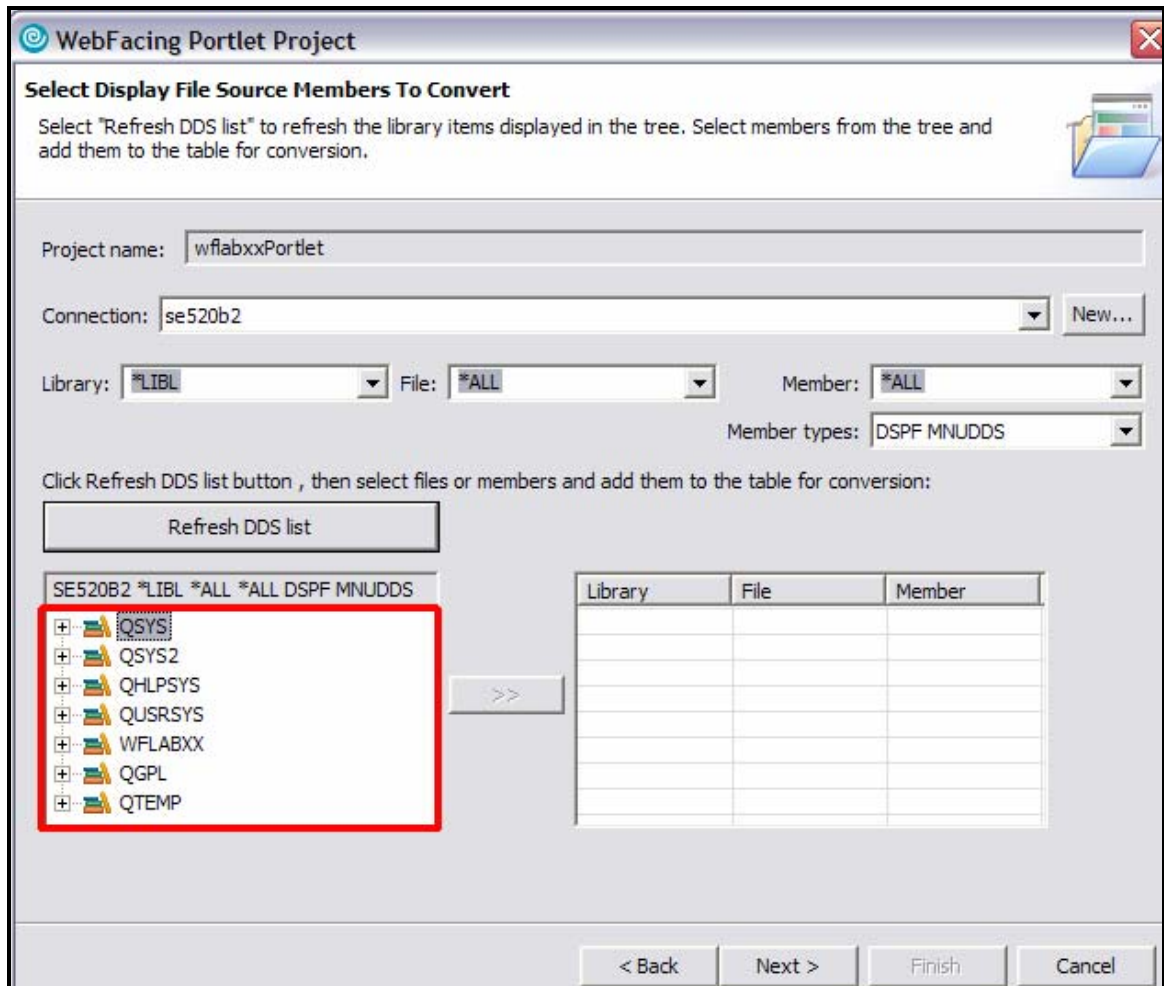 WebFacing Portlet Project
Select Display File Source Members To Convert
Select "Refresh DDS list" to refresh the library items displayed in the tree. Select members from the tree and
add them to the table for conversion.
Project name: wflabxxPortlet
Connection: se520b2 New...
Library: *LIBL File: *ALL Member: *ALL
Member types: DSPF MNUDDS
Click Refresh DDS list button , then select files or members and add them to the table for conversion:
Refresh DDS list
SE520B2 *LIBL *ALL *ALL DSPF MNUDDS
Library File Member
QSYS
QSYS2
QHLPSYS
QUSRSYS
WFLABXX
QGPL
QTEMP
>>
< Back Next > Finish Cancel